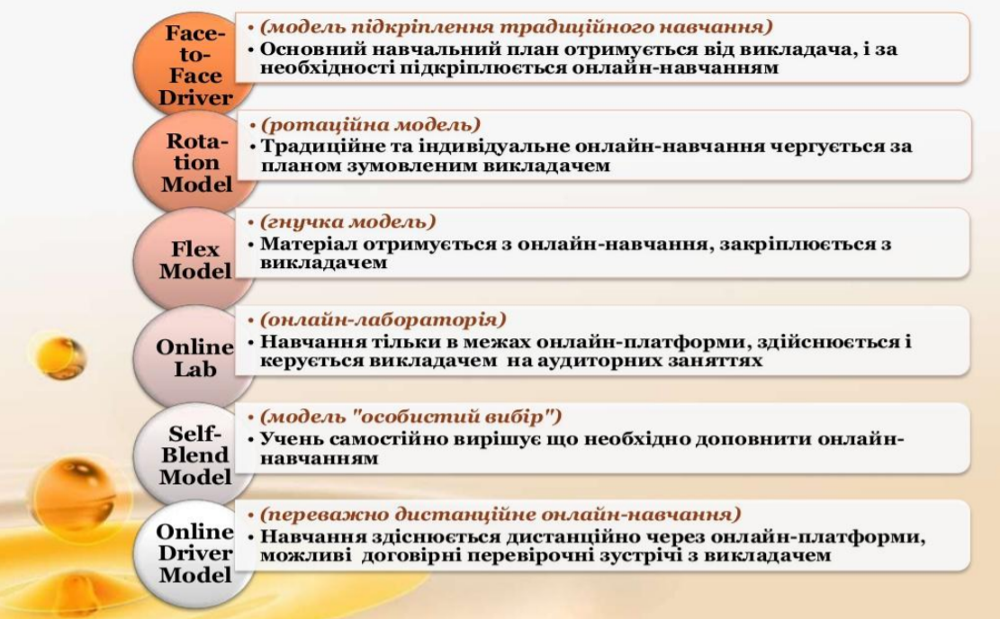 Face-
to-
Face
Driver
• (модель підкріплення традиційного навчання)
• Основний навчальний план отримується від викладача, і за
необхідності підкріплюється онлайн-навчанням
Rota-
tion
Model
• (ротаційна модель)
• Традиційне та індивідуальне онлайн-навчання чергується за
планом зумовленим викладачем
Flex
Model
• (гнучка модель)
• Матеріал отримується з онлайн-навчання, закріплюється з
викладачем
Online
Lab
• (онлайн-лабораторія)
• Навчання тільки в межах онлайн-платформи, здійснюється і
керується викладачем на аудиторних заняттях
Self-
Blend
Model
• (модель "особистий вибір")
• Учень самостійно вирішує що необхідно доповнити онлайн-
навчанням
Online
Driver
Model
• (переважно дистанційне онлайн-навчання)
• Навчання здіснюється дистанційно через онлайн-платформи,
можливі договірні перевірочні зустрічі з викладачем